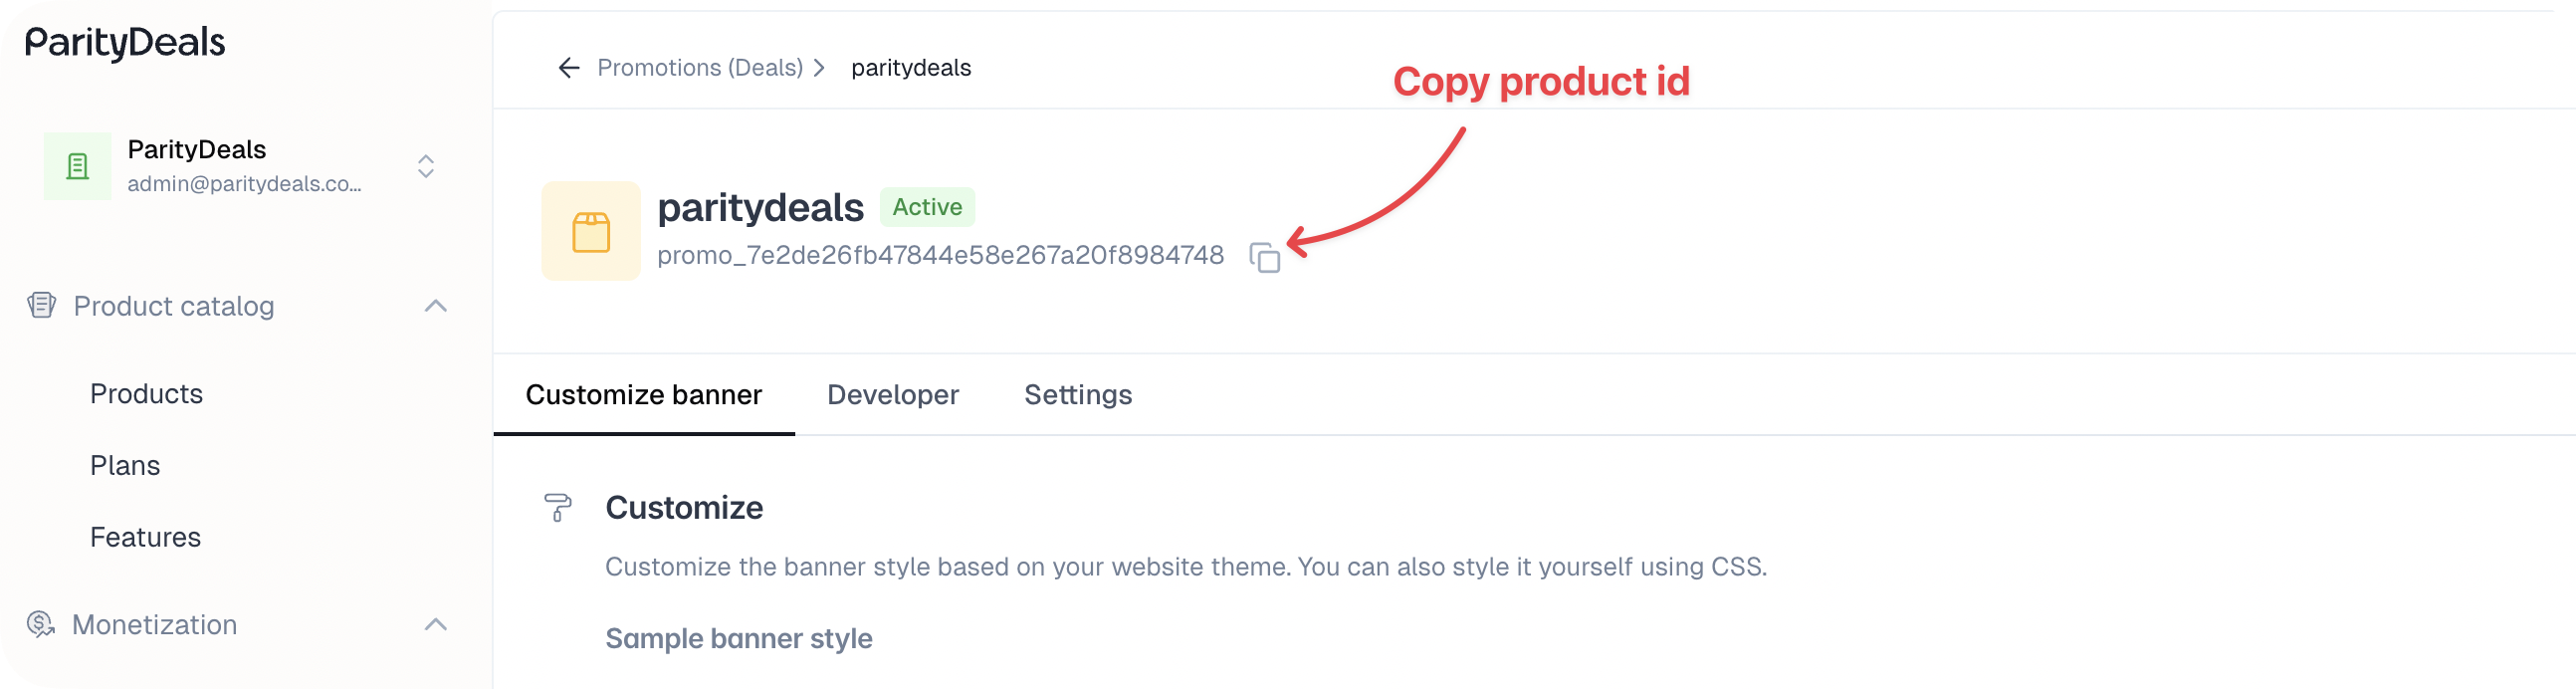 ParityDeals
ParityDeals
admin@paritydeals.co...
Product catalog
Products
Plans
Features
Monetization
Promotions (Deals) > paritydeals
Copy product id
paritydeals Active
promo_7e2de26fb47844e58e267a20f8984748
Customize banner Developer Settings
Customize
Customize the banner style based on your website theme. You can also style it yourself using CSS.
Sample banner style